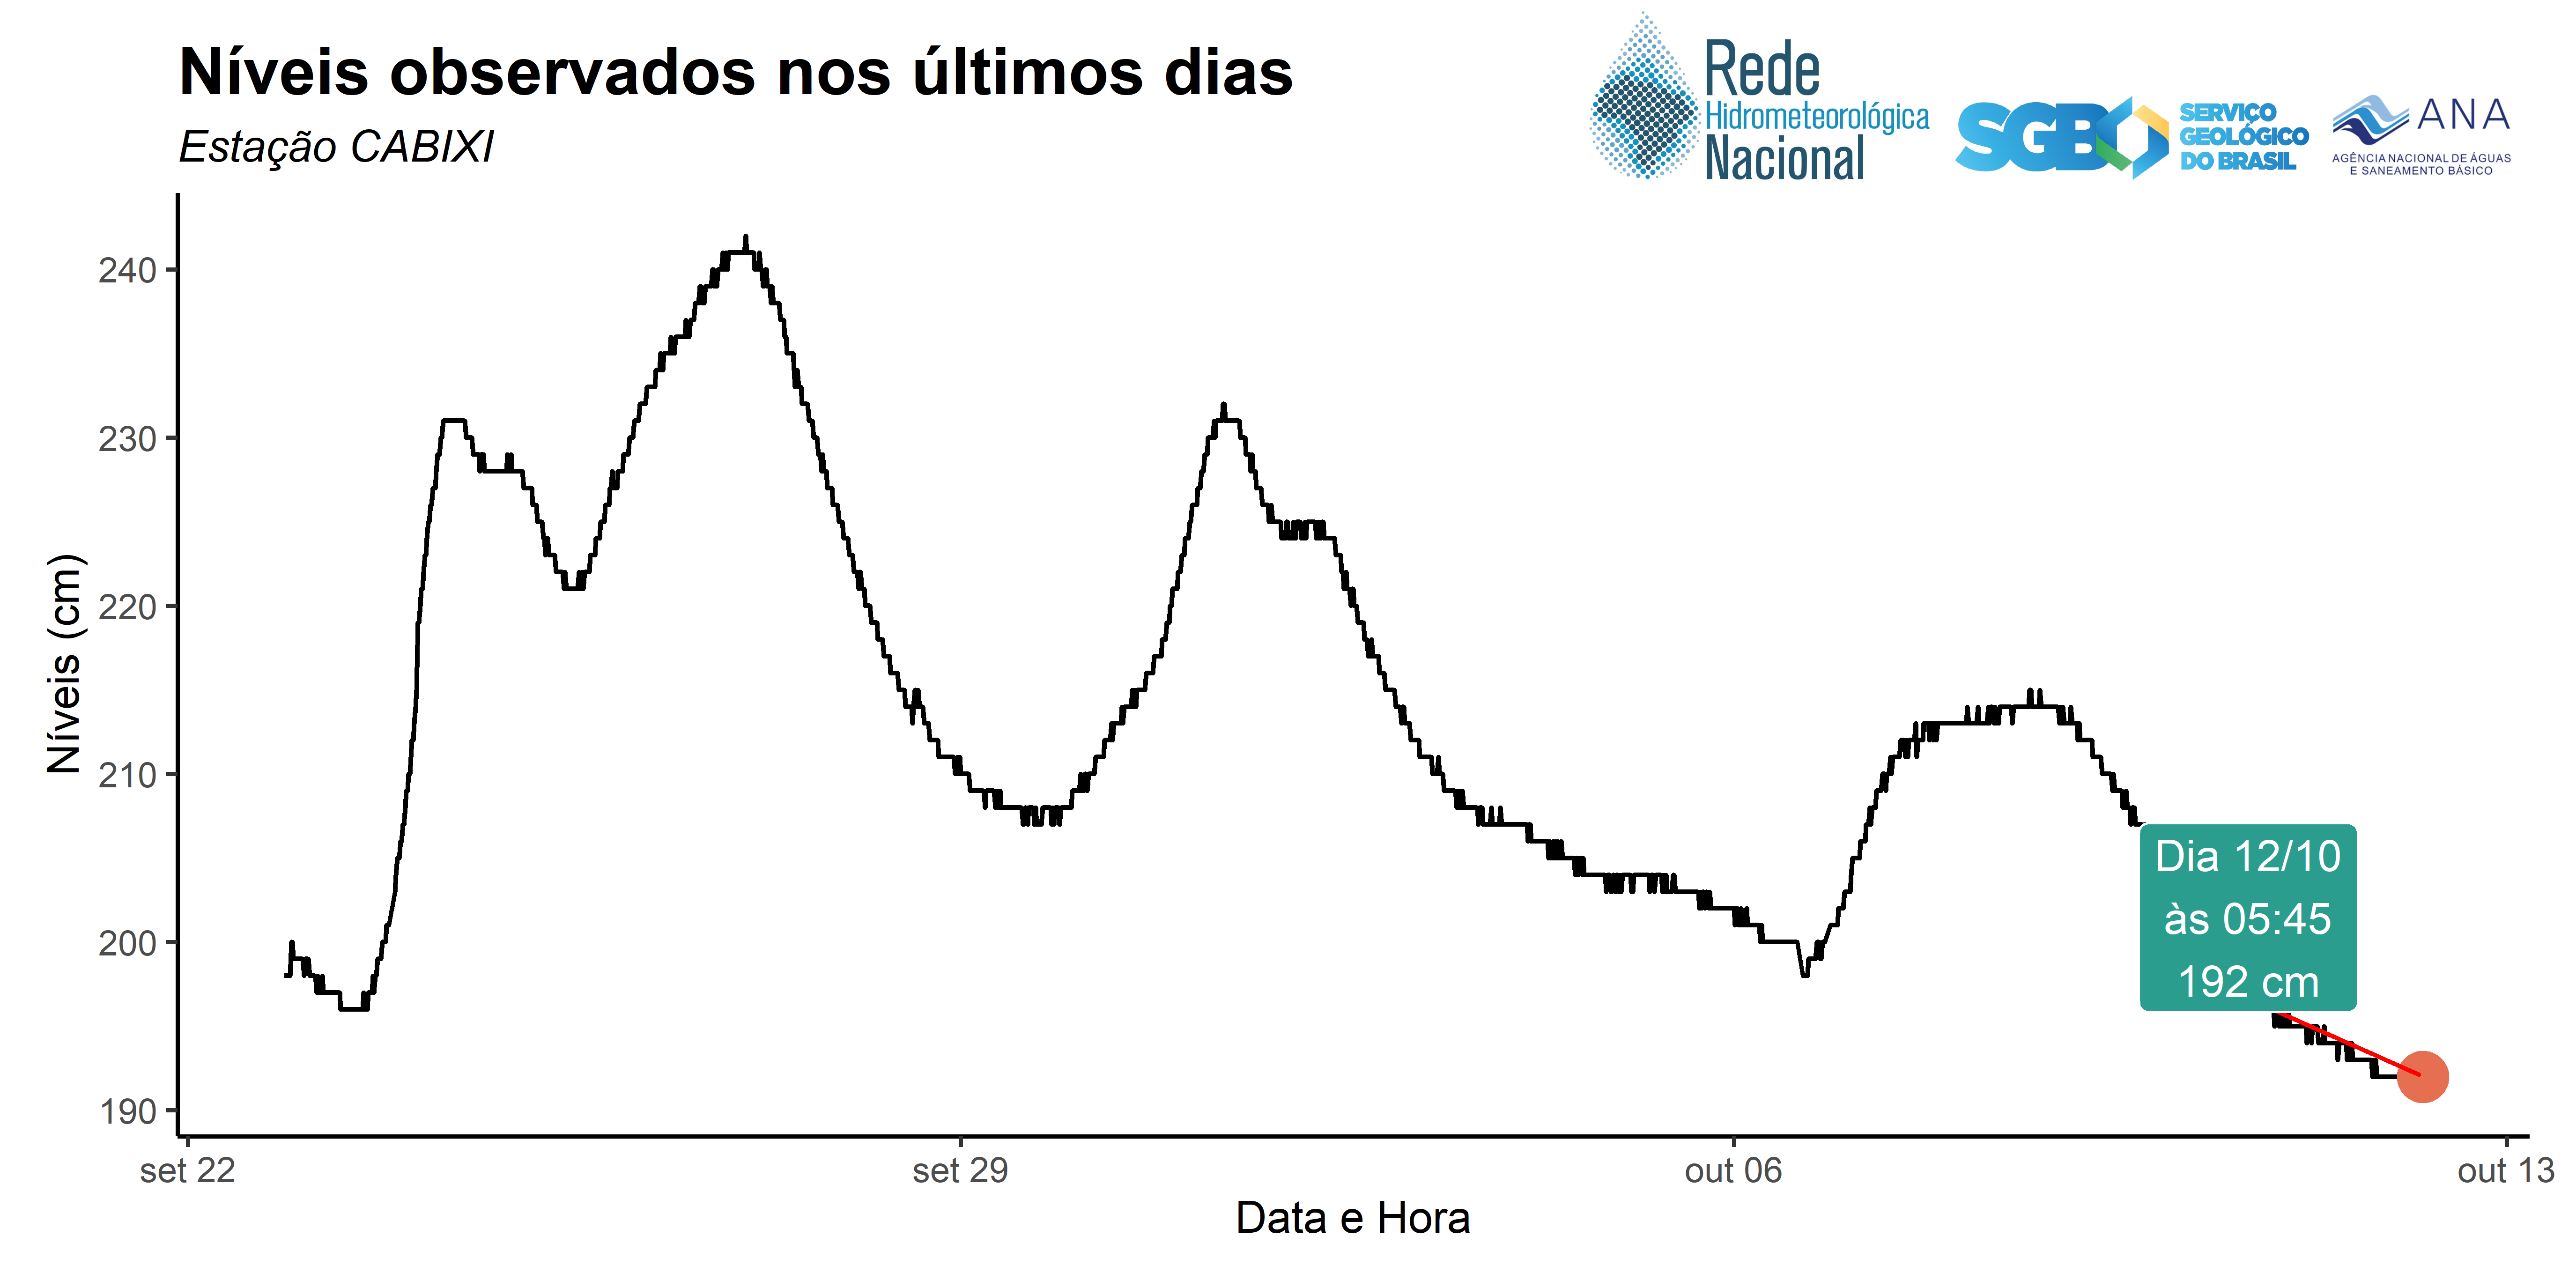 Níveis observados nos últimos dias
Estação CABIXI
Rede
Hidrometeorológica
Nacional
SGB
SERVIÇO
GEOLÓGICO
DO BRASIL
ANA
AGÊNCIA NACIONAL DE ÁGUAS
E SANEAMENTO BÁSICO
Níveis (cm)
240
230
220
210
200
190
Dia 12/10
às 05:45
192 cm
set 22
set 29
out 06
out 13
Data e Hora